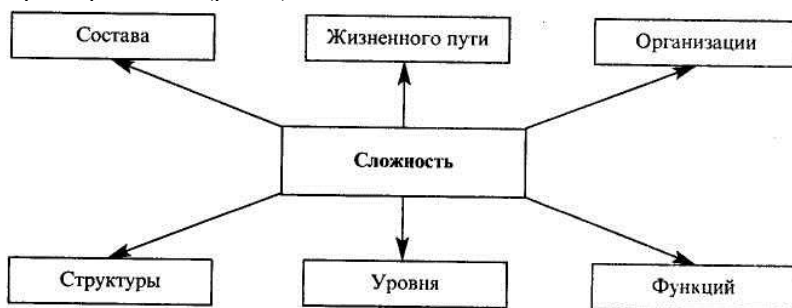 Состава
Жизненного пути
Организации
Сложность
Структуры
Уровня
Функций